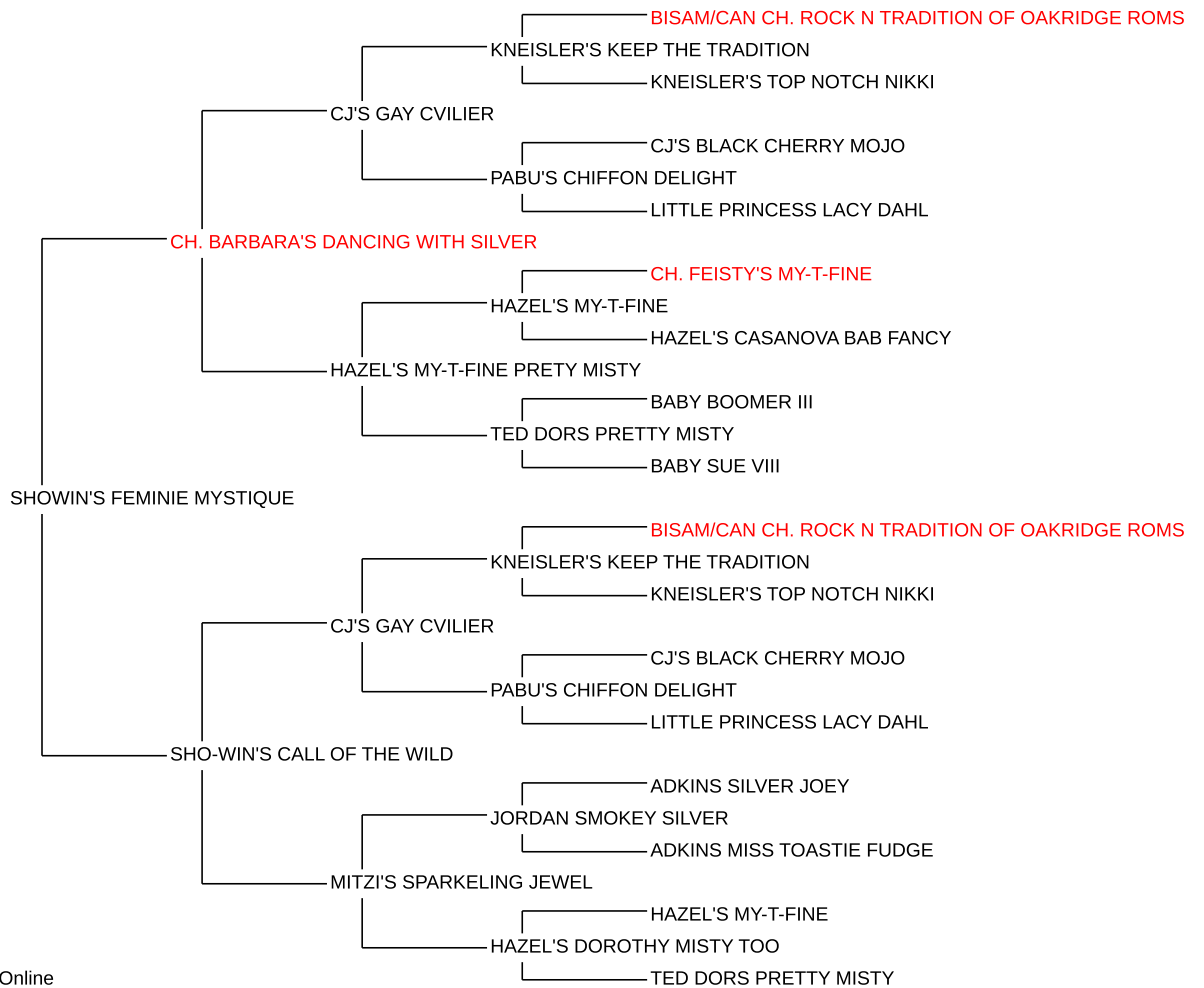 BISAM/CAN CH. ROCK N TRADITION OF OAKRIDGE ROMS
KNEISLER'S KEEP THE TRADITION
KNEISLER'S TOP NOTCH NIKKI
CJ'S GAY CVILIER
CJ'S BLACK CHERRY MOJO
PABU'S CHIFFON DELIGHT
LITTLE PRINCESS LACY DAHL
CH. BARBARA'S DANCING WITH SILVER
CH. FEISTY'S MY-T-FINE
HAZEL'S MY-T-FINE
HAZEL'S CASANOVA BAB FANCY
HAZEL'S MY-T-FINE PRETY MISTY
BABY BOOMER III
TED DORS PRETTY MISTY
BABY SUE VIII
SHOWIN'S FEMINIE MYSTIQUE
BISAM/CAN CH. ROCK N TRADITION OF OAKRIDGE ROMS
KNEISLER'S KEEP THE TRADITION
KNEISLER'S TOP NOTCH NIKKI
CJ'S GAY CVILIER
CJ'S BLACK CHERRY MOJO
PABU'S CHIFFON DELIGHT
LITTLE PRINCESS LACY DAHL
SHO-WIN'S CALL OF THE WILD
ADKINS SILVER JOEY
JORDAN SMOKEY SILVER
ADKINS MISS TOASTIE FUDGE
MITZI'S SPARKELING JEWEL
HAZEL'S MY-T-FINE
HAZEL'S DOROTHY MISTY TOO
TED DORS PRETTY MISTY
Online